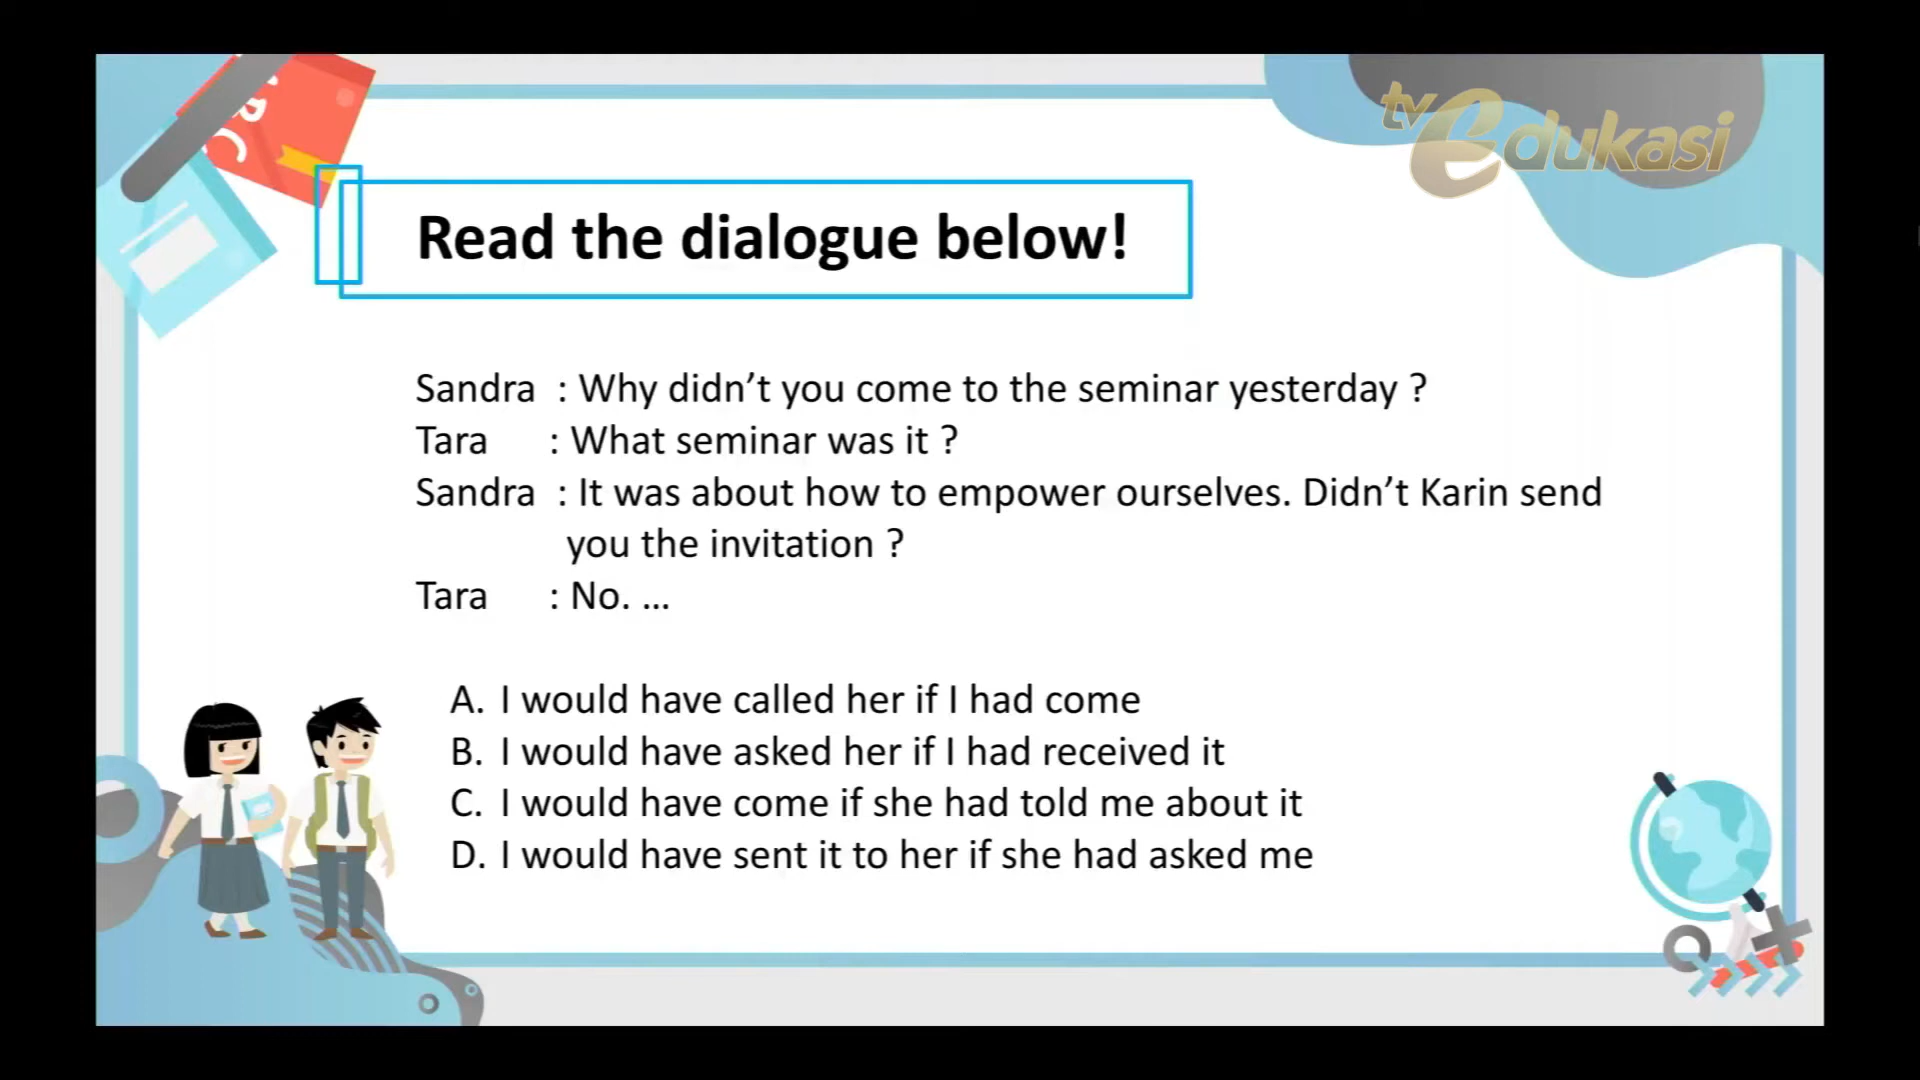 tv edukasi
Read the dialogue below!
Sandra : Why didn’t you come to the seminar yesterday ?
Tara : What seminar was it ?
Sandra : It was about how to empower ourselves. Didn’t Karin send
you the invitation ?
Tara : No. ...
A. I would have called her if I had come
B. I would have asked her if I had received it
C. I would have come if she had told me about it
D. I would have sent it to her if she had asked me